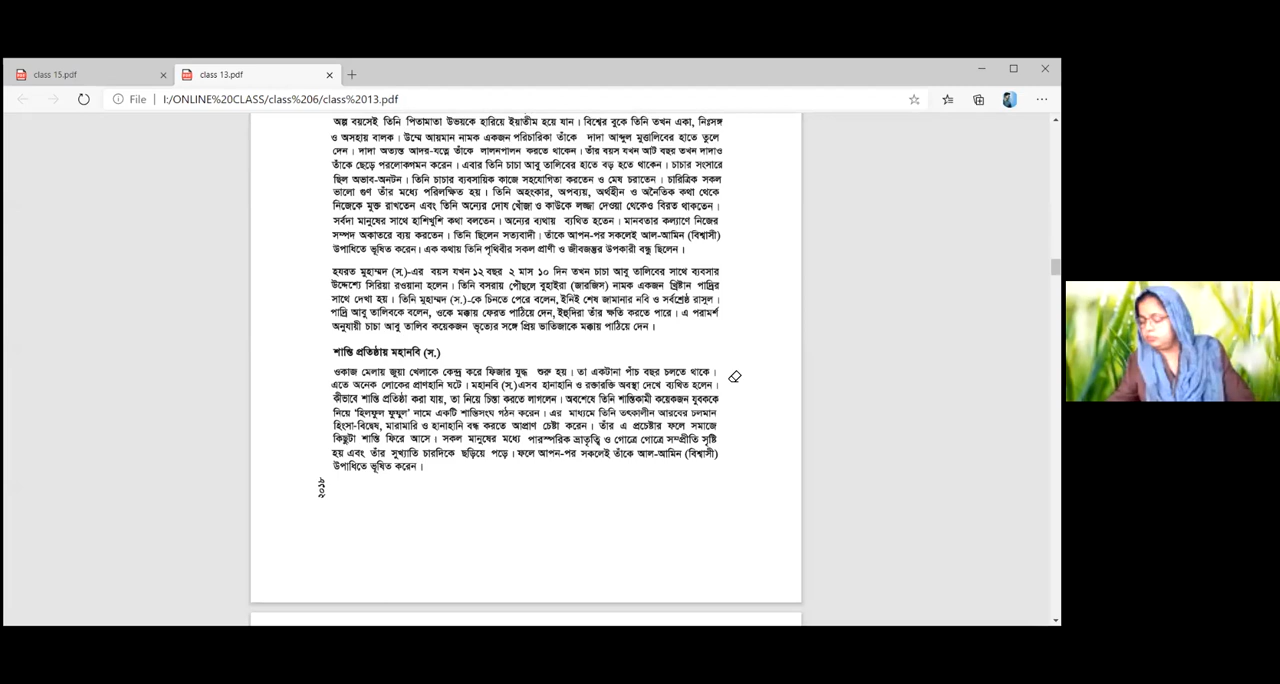 class 15.pdf
class 13.pdf
File | I:/ONLINE%20CLASS/class%206/class%2013.pdf
অল্প বয়সেই তিনি পিতামাতা উভয়কে হারিয়ে ইয়াতীম হয়ে যান। বিশ্বের বুকে তিনি তখন একা, নিঃসঙ্গ
ও অসহায় বালক। উম্মে আয়মান নামক একজন পরিচারিকা তাঁকে দাদা আব্দুল মুত্তালিবের হাতে তুলে
দেন। দাদা অত্যন্ত আদর-যত্নে তাঁকে লালনপালন করতে থাকেন। তাঁর বয়স যখন আট বছর তখন দাদাও
তাঁকে ছেড়ে পরলোকগমন করেন। এবার তিনি চাচা আবু তালিবের হাতে বড় হতে থাকেন। চাচার সংসারে
ছিল অভাব-অনটন। তিনি চাচার ব্যবসায়িক কাজে সহযোগিতা করতেন ও মেষ চরাতেন। চারিত্রিক সকল
ভালো গুণ তাঁর মধ্যে পরিলক্ষিত হয়। তিনি অহংকার, অপব্যয়, অর্থহীন ও অনৈতিক কথা থেকে
নিজেকে মুক্ত রাখতেন এবং তিনি অন্যের দোষ খোঁজা ও কাউকে লজ্জা দেওয়া থেকেও বিরত থাকতেন।
সর্বদা মানুষের সাথে হাশিখুশি কথা বলতেন। অন্যের ব্যথায় ব্যথিত হতেন। মানবতার কল্যাণে নিজের
সম্পদ অকাতরে ব্যয় করতেন। তিনি ছিলেন সত্যবাদী। তাঁকে আপন-পর সকলেই আল-আমিন (বিশ্বাসী)
উপাধিতে ভূষিত করেন। এক কথায় তিনি পৃথিবীর সকল প্রাণী ও জীবজন্তুর উপকারী বন্ধু ছিলেন।
হযরত মুহাম্মদ (স.)-এর বয়স যখন ১২ বছর ২ মাস ১০ দিন তখন চাচা আবু তালিবের সাথে ব্যবসার
উদ্দেশ্যে সিরিয়া রওয়ানা হলেন। তিনি বসরায় পৌঁছলে বুহাইরা (জারজিস) নামক একজন খ্রিষ্টান পাদ্রির
সাথে দেখা হয়। তিনি মুহাম্মদ (স.)-কে চিনতে পেরে বলেন, ইনিই শেষ জামানার নবি ও সর্বশ্রেষ্ঠ রাসুল।
পাদ্রি আবু তালিবকে বলেন, ওকে মক্কায় ফেরত পাঠিয়ে দেন, ইহুদিরা তাঁর ক্ষতি করতে পারে। এ পরামর্শ
অনুযায়ী চাচা আবু তালিব কয়েকজন ভৃত্যের সঙ্গে প্রিয় ভাতিজাকে মক্কায় পাঠিয়ে দেন।
শান্তি প্রতিষ্ঠায় মহানবি (স.)
ওকাজ মেলায় জুয়া খেলাকে কেন্দ্র করে ফিজার যুদ্ধ শুরু হয়। তা একটানা পাঁচ বছর চলতে থাকে।
এতে অনেক লোকের প্রাণহানি ঘটে। মহানবি (স.)এসব হানাহানি ও রক্তারক্তি অবস্থা দেখে ব্যথিত হলেন।
কীভাবে শান্তি প্রতিষ্ঠা করা যায়, তা নিয়ে চিন্তা করতে লাগলেন। অবশেষে তিনি শান্তিকামী কয়েকজন যুবককে
নিয়ে 'হিলফুল ফুযুল' নামে একটি শান্তিসংঘ গঠন করেন। এর মাধ্যমে তিনি তৎকালীন আরবের চলমান
হিংসা-বিদ্বেষ, মারামারি ও হানাহানি বন্ধ করতে আপ্রাণ চেষ্টা করেন। তাঁর এ প্রচেষ্টার ফলে সমাজে
কিছুটা শান্তি ফিরে আসে। সকল মানুষের মধ্যে পারস্পরিক ভ্রাতৃত্ব ও গোত্রে গোত্রে সম্প্রীতি সৃষ্টি
হয় এবং তাঁর সুখ্যাতি চারদিকে ছড়িয়ে পড়ে। ফলে আপন-পর সকলেই তাঁকে আল-আমিন (বিশ্বাসী)
উপাধিতে ভূষিত করেন।
২০১৮